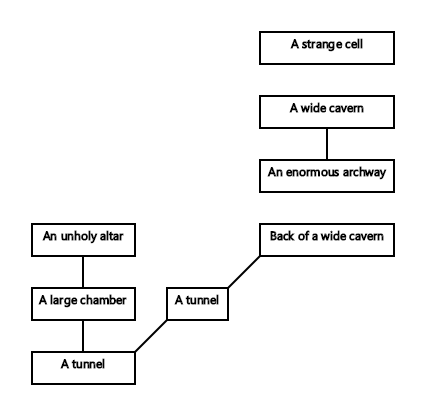 A strange cell
A wide cavern
An enormous archway
An unholy altar
Back of a wide cavern
A large chamber
A tunnel
A tunnel